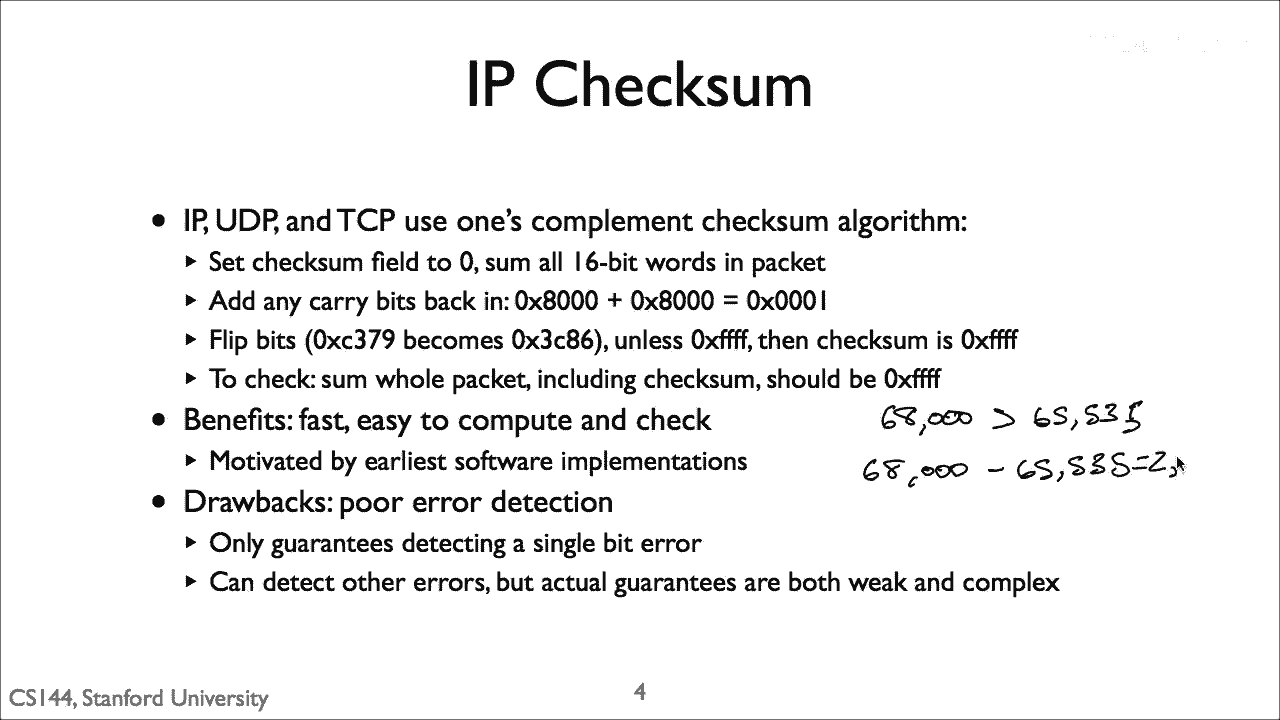 IP Checksum
• IP, UDP, and TCP use one's complement checksum algorithm:
‣ Set checksum field to 0, sum all 16-bit words in packet
‣ Add any carry bits back in: 0x8000 + 0x8000 = 0x0001
‣ Flip bits (0xc379 becomes 0x3c86), unless 0xffff, then checksum is 0xffff
‣ To check: sum whole packet, including checksum, should be 0xffff
• Benefits: fast, easy to compute and check
68,000 > 65,535
‣ Motivated by earliest software implementations
68,000 - 65,535=2,
• Drawbacks: poor error detection
‣ Only guarantees detecting a single bit error
‣ Can detect other errors, but actual guarantees are both weak and complex
CS144, Stanford University
4